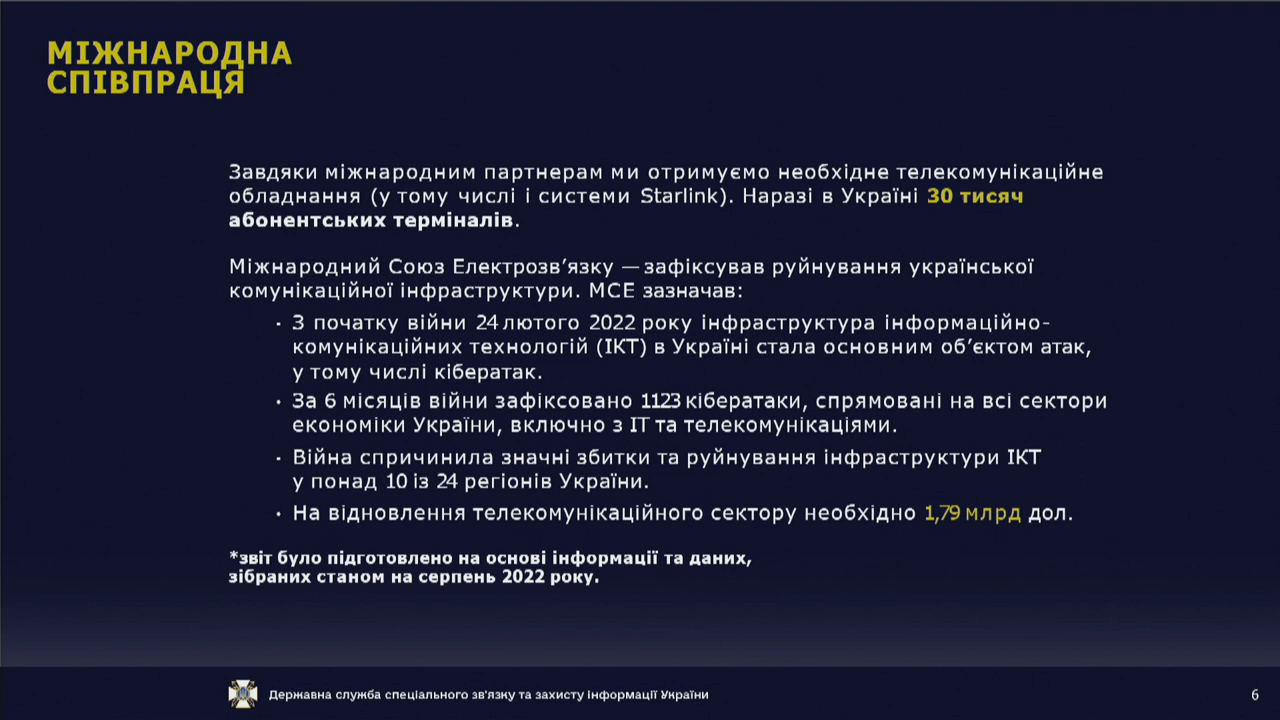 МІЖНАРОДНА
СПІВПРАЦЯ
Завдяки міжнародним партнерам ми отримуємо необхідне телекомунікаційне
обладнання (у тому числі і системи Starlink). Наразі в Україні 30 тисяч
абонентських терміналів.
Міжнародний Союз Електрозв’язку — зафіксував руйнування української
комунікаційної інфраструктури. МСЕ зазначав:
· З початку війни 24 лютого 2022 року інфраструктура інформаційно-
комунікаційних технологій (ІКТ) в Україні стала основним об’єктом атак,
у тому числі кібератак.
· За 6 місяців війни зафіксовано 1123 кібератаки, спрямовані на всі сектори
економіки України, включно з ІТ та телекомунікаціями.
· Війна спричинила значні збитки та руйнування інфраструктури ІКТ
у понад 10 із 24 регіонів України.
· На відновлення телекомунікаційного сектору необхідно 1,79 млрд дол.
*звіт було підготовлено на основі інформації та даних,
зібраних станом на серпень 2022 року.
Державна служба спеціального зв'язку та захисту інформації України
6